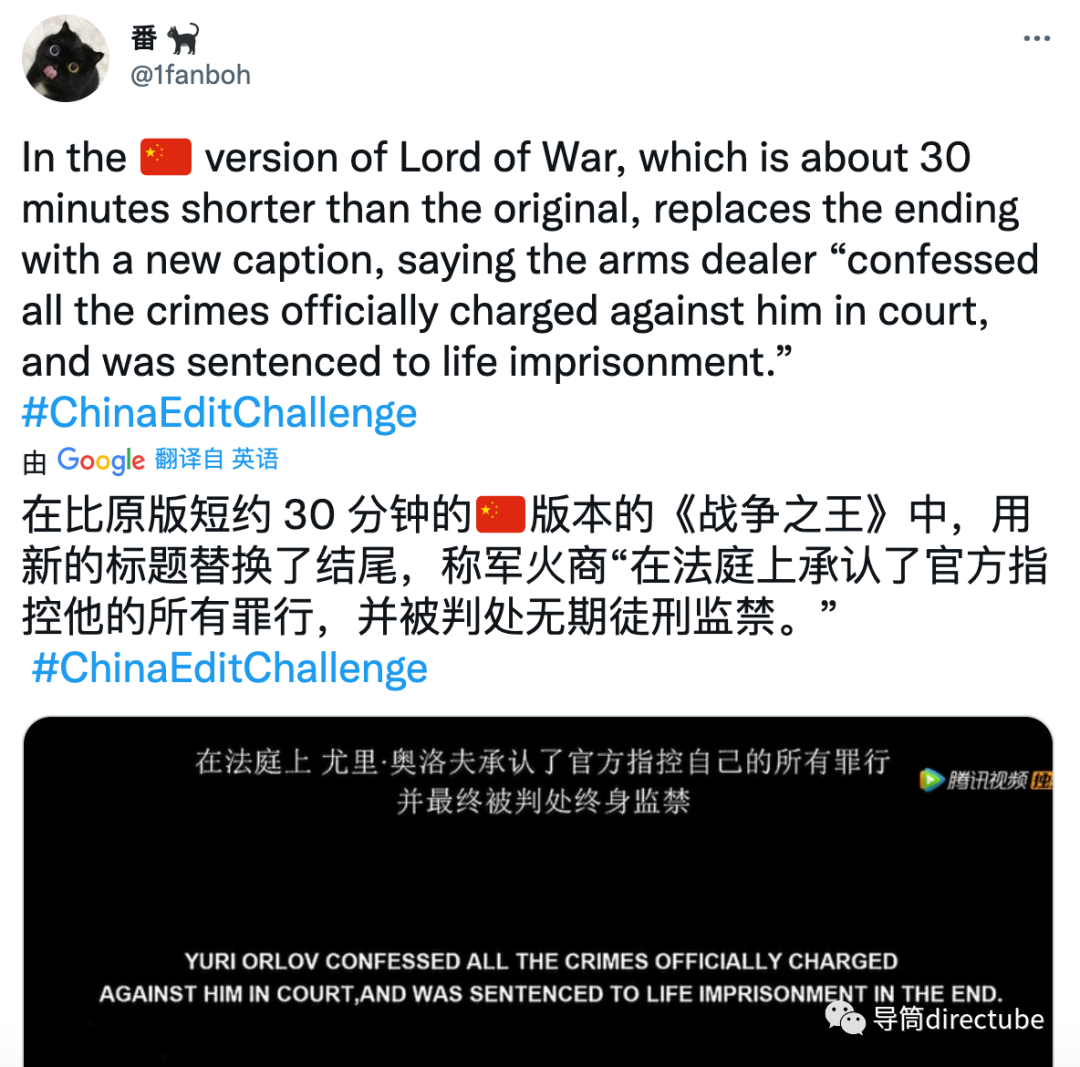 番 🐈‍⬛
@1fanboh
In the 🇨🇳 version of Lord of War, which is about 30
minutes shorter than the original, replaces the ending
with a new caption, saying the arms dealer “confessed
all the crimes officially charged against him in court,
and was sentenced to life imprisonment.”
#ChinaEditChallenge
由 Google 翻译自 英语
在比原版短约 30 分钟的🇨🇳版本的《战争之王》中，用
新的标题替换了结尾，称军火商“在法庭上承认了官方指
控他的所有罪行，并被判处无期徒刑监禁。”
#ChinaEditChallenge
在法庭上 尤里·奥洛夫承认了官方指控自己的所有罪行
并最终被判处终身监禁
腾讯视频 独
YURI ORLOV CONFESSED ALL THE CRIMES OFFICIALLY CHARGED
AGAINST HIM IN COURT,AND WAS SENTENCED TO LIFE IMPRISONMENT IN THE END.
导筒directube